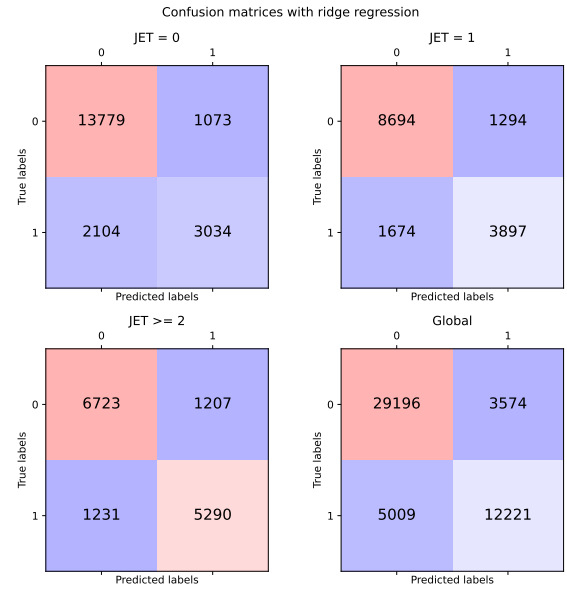 Confusion matrices with ridge regression
JET = 0
0 1
True labels
0 13779 1073
1 2104 3034
Predicted labels
JET = 1
0 1
True labels
0 8694 1294
1 1674 3897
Predicted labels
JET >= 2
0 1
True labels
0 6723 1207
1 1231 5290
Predicted labels
Global
0 1
True labels
0 29196 3574
1 5009 12221
Predicted labels